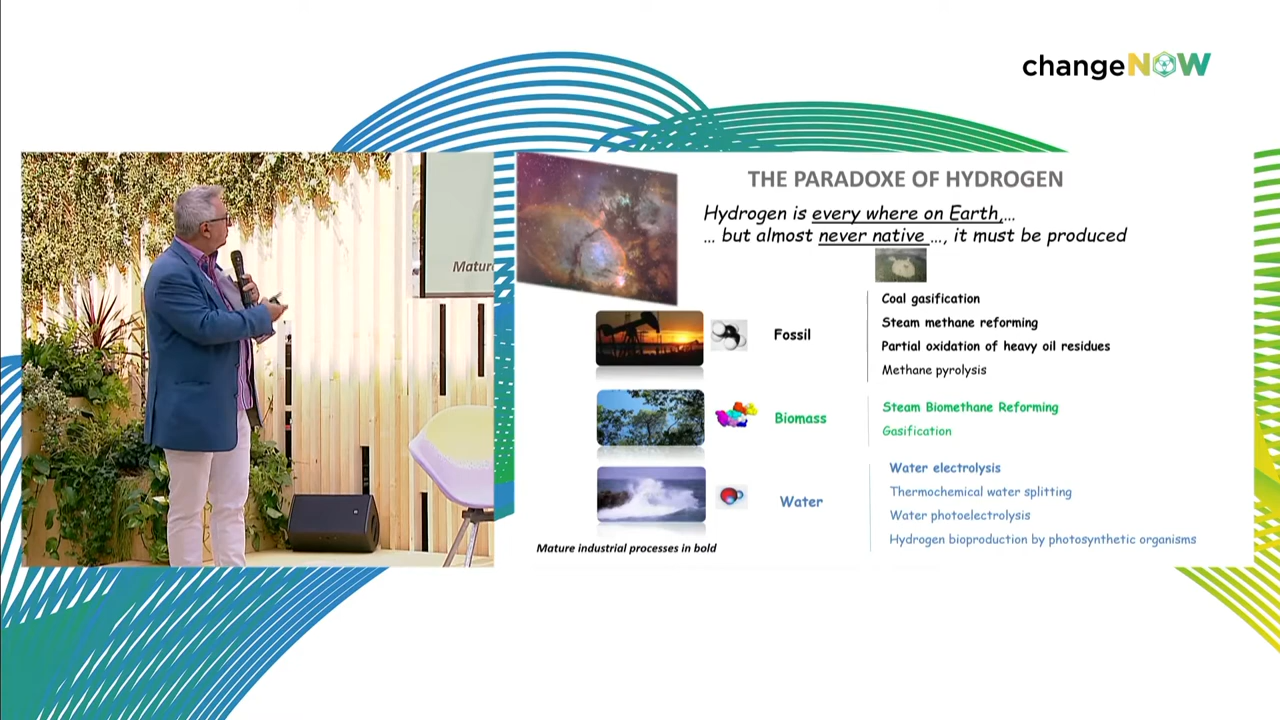 changeNOW
THE PARADOXE OF HYDROGEN
Hydrogen is every where on Earth,...
... but almost never native ..., it must be produced
Matur
Fossil
Coal gasification
Steam methane reforming
Partial oxidation of heavy oil residues
Methane pyrolysis
Biomass
Steam Biomethane Reforming
Gasification
Water
Water electrolysis
Thermochemical water splitting
Water photoelectrolysis
Hydrogen bioproduction by photosynthetic organisms
Mature industrial processes in bold